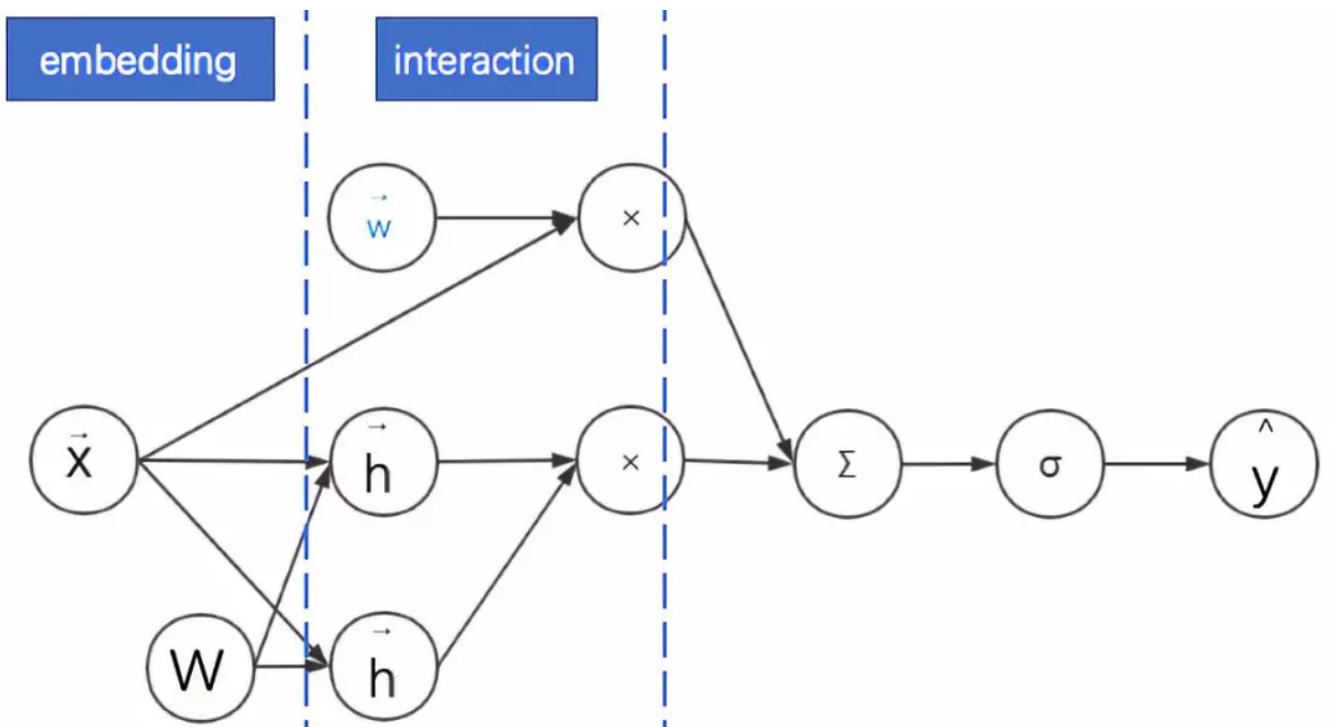 embedding
interaction
→
w
×
→
x
→
h
×
Σ
σ
^
y
W
→
h